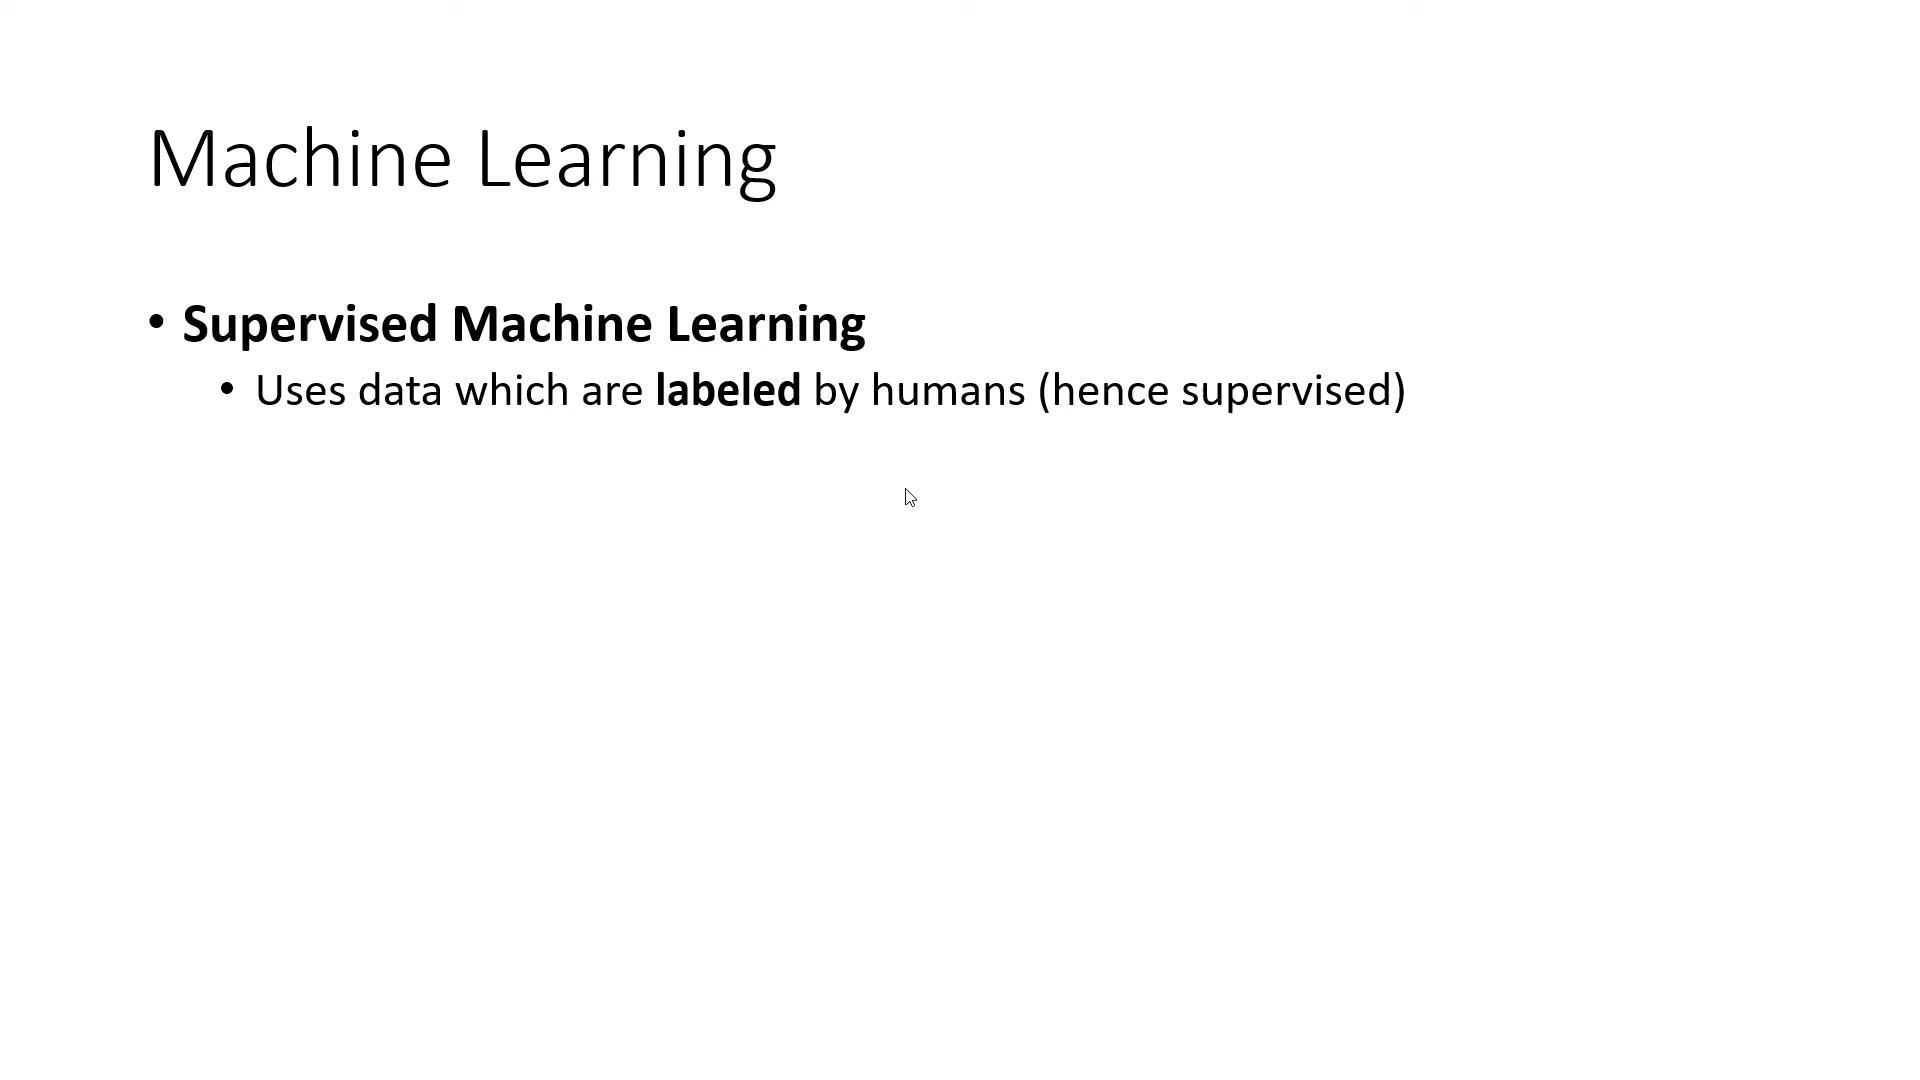 Machine Learning
• Supervised Machine Learning
• Uses data which are labeled by humans (hence supervised)